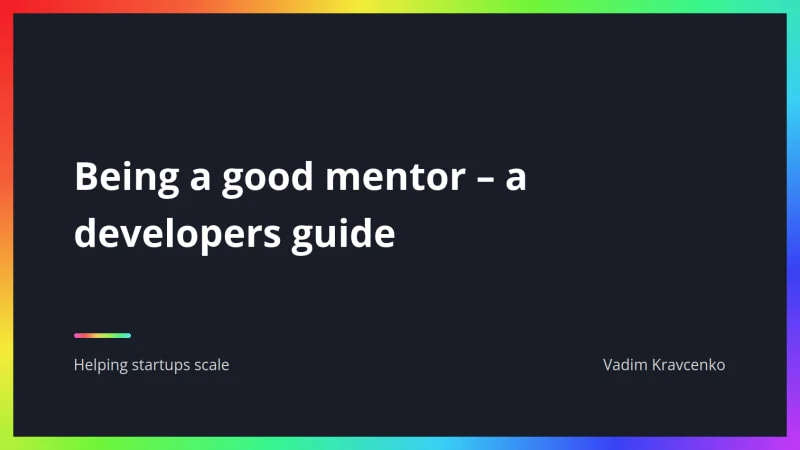 Being a good mentor – a
developers guide
Helping startups scale
Vadim Kravcenko